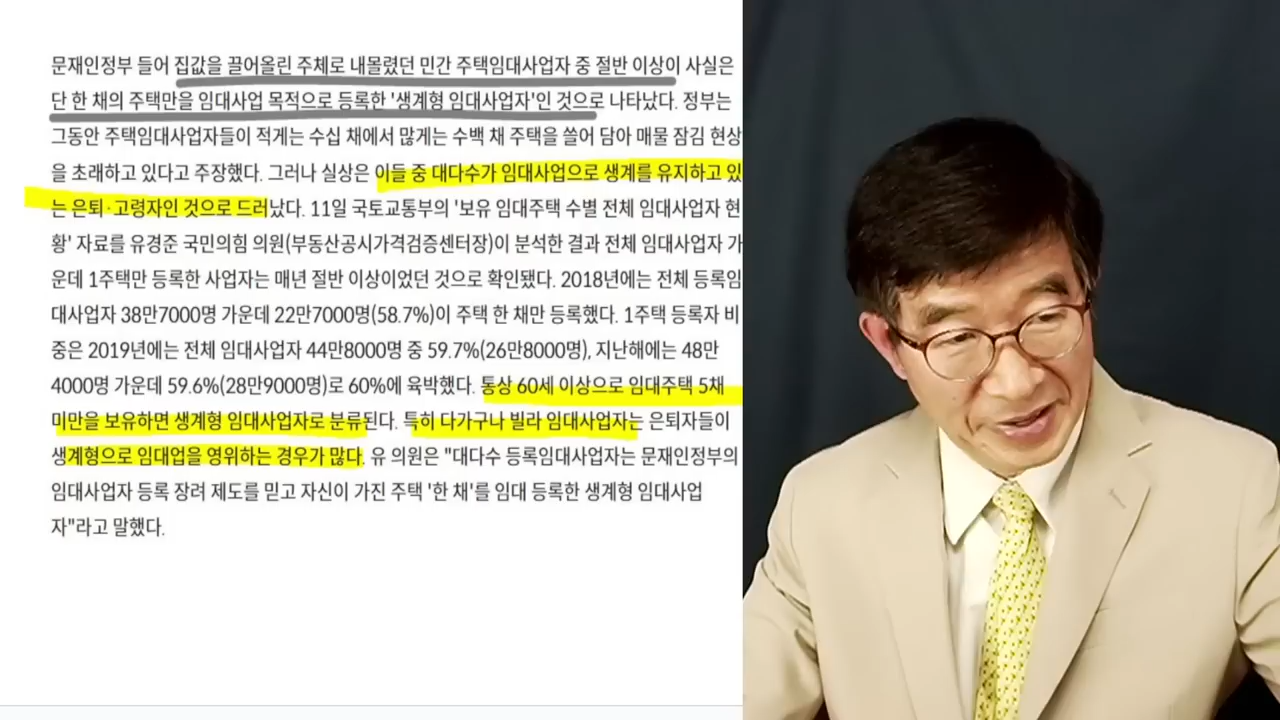 문재인정부 들어 집값을 끌어올린 주체로 내몰렸던 민간 주택임대사업자 중 절반 이상이 사실은
단 한 채의 주택만을 임대사업 목적으로 등록한 '생계형 임대사업자'인 것으로 나타났다. 정부는
그동안 주택임대사업자들이 적게는 수십 채에서 많게는 수백 채 주택을 쓸어 담아 매물 잠김 현상
을 초래하고 있다고 주장했다. 그러나 실상은 이들 중 대다수가 임대사업으로 생계를 유지하고 있
는 은퇴·고령자인 것으로 드러났다. 11일 국토교통부의 '보유 임대주택 수별 전체 임대사업자 현
황' 자료를 유경준 국민의힘 의원(부동산공시가격검증센터장)이 분석한 결과 전체 임대사업자 가
운데 1주택만 등록한 사업자는 매년 절반 이상이었던 것으로 확인됐다. 2018년에는 전체 등록임
대사업자 38만7000명 가운데 22만7000명(58.7%)이 주택 한 채만 등록했다. 1주택 등록자 비
중은 2019년에는 전체 임대사업자 44만8000명 중 59.7%(26만8000명), 지난해에는 48만
4000명 가운데 59.6%(28만9000명)로 60%에 육박했다. 통상 60세 이상으로 임대주택 5채
미만을 보유하면 생계형 임대사업자로 분류된다. 특히 다가구나 빌라 임대사업자는 은퇴자들이
생계형으로 임대업을 영위하는 경우가 많다. 유 의원은 "대다수 등록임대사업자는 문재인정부의
임대사업자 등록 장려 제도를 믿고 자신이 가진 주택 '한 채'를 임대 등록한 생계형 임대사업
자"라고 말했다.